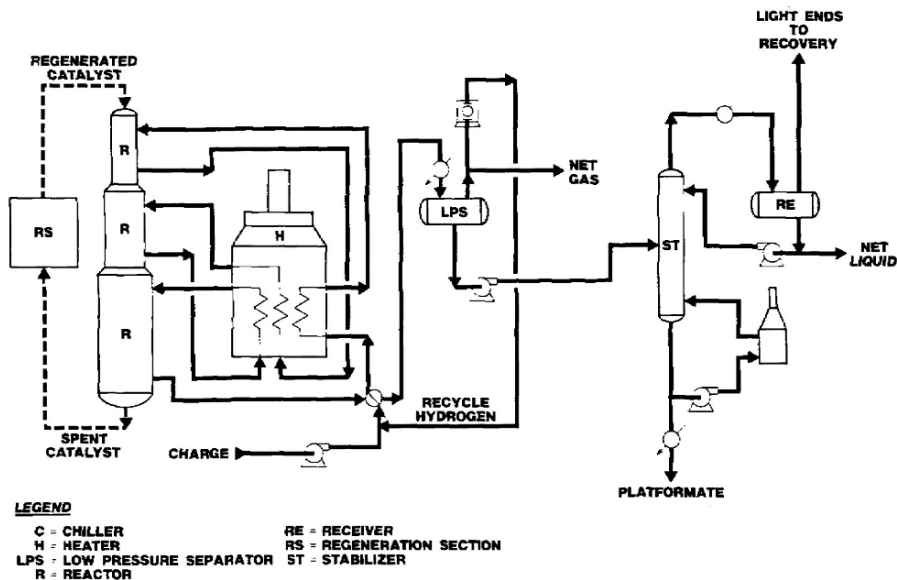 LIGHT ENDS
TO
RECOVERY
REGENERATED
CATALYST
R
RS
R
R
H
LPS
NET
GAS
ST
RE
NET
LIQUID
RECYCLE
HYDROGEN
SPENT
CATALYST
CHARGE
PLATFORMATE
LEGEND
C = CHILLER
H = HEATER
LPS = LOW PRESSURE SEPARATOR
R = REACTOR
RE = RECEIVER
RS = REGENERATION SECTION
ST = STABILIZER